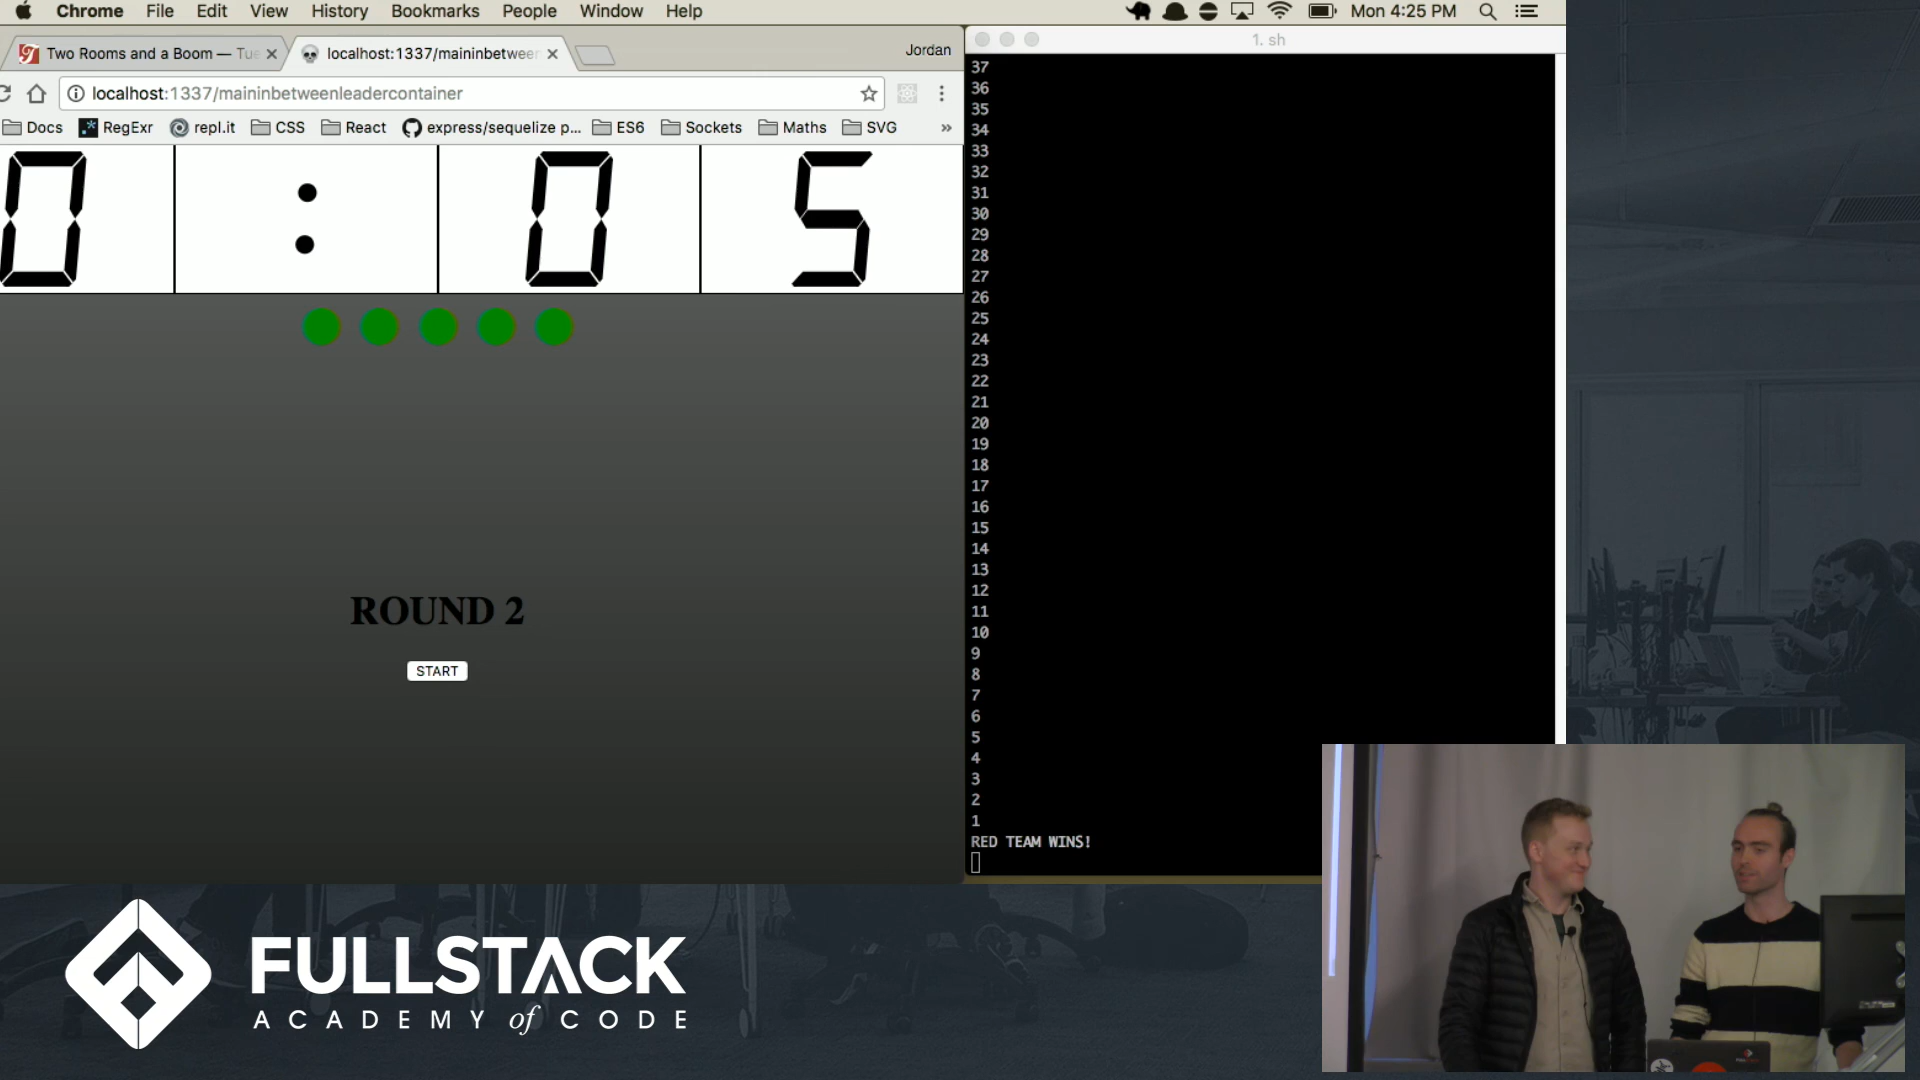 Chrome File Edit View History Bookmarks People Window Help
Mon 4:25 PM
Two Rooms and a Boom — Tue
localhost:1337/maininbetween
Jordan
localhost:1337/maininbetweenleadercontainer
Docs RegExr repl.it CSS React express/sequelize p... ES6 Sockets Maths SVG »
0 : 0 5
ROUND 2
START
1. sh
37
36
35
34
33
32
31
30
29
28
27
26
25
24
23
22
21
20
19
18
17
16
15
14
13
12
11
10
9
8
7
6
5
4
3
2
1
RED TEAM WINS!
FULLSTACK
ACADEMY of CODE